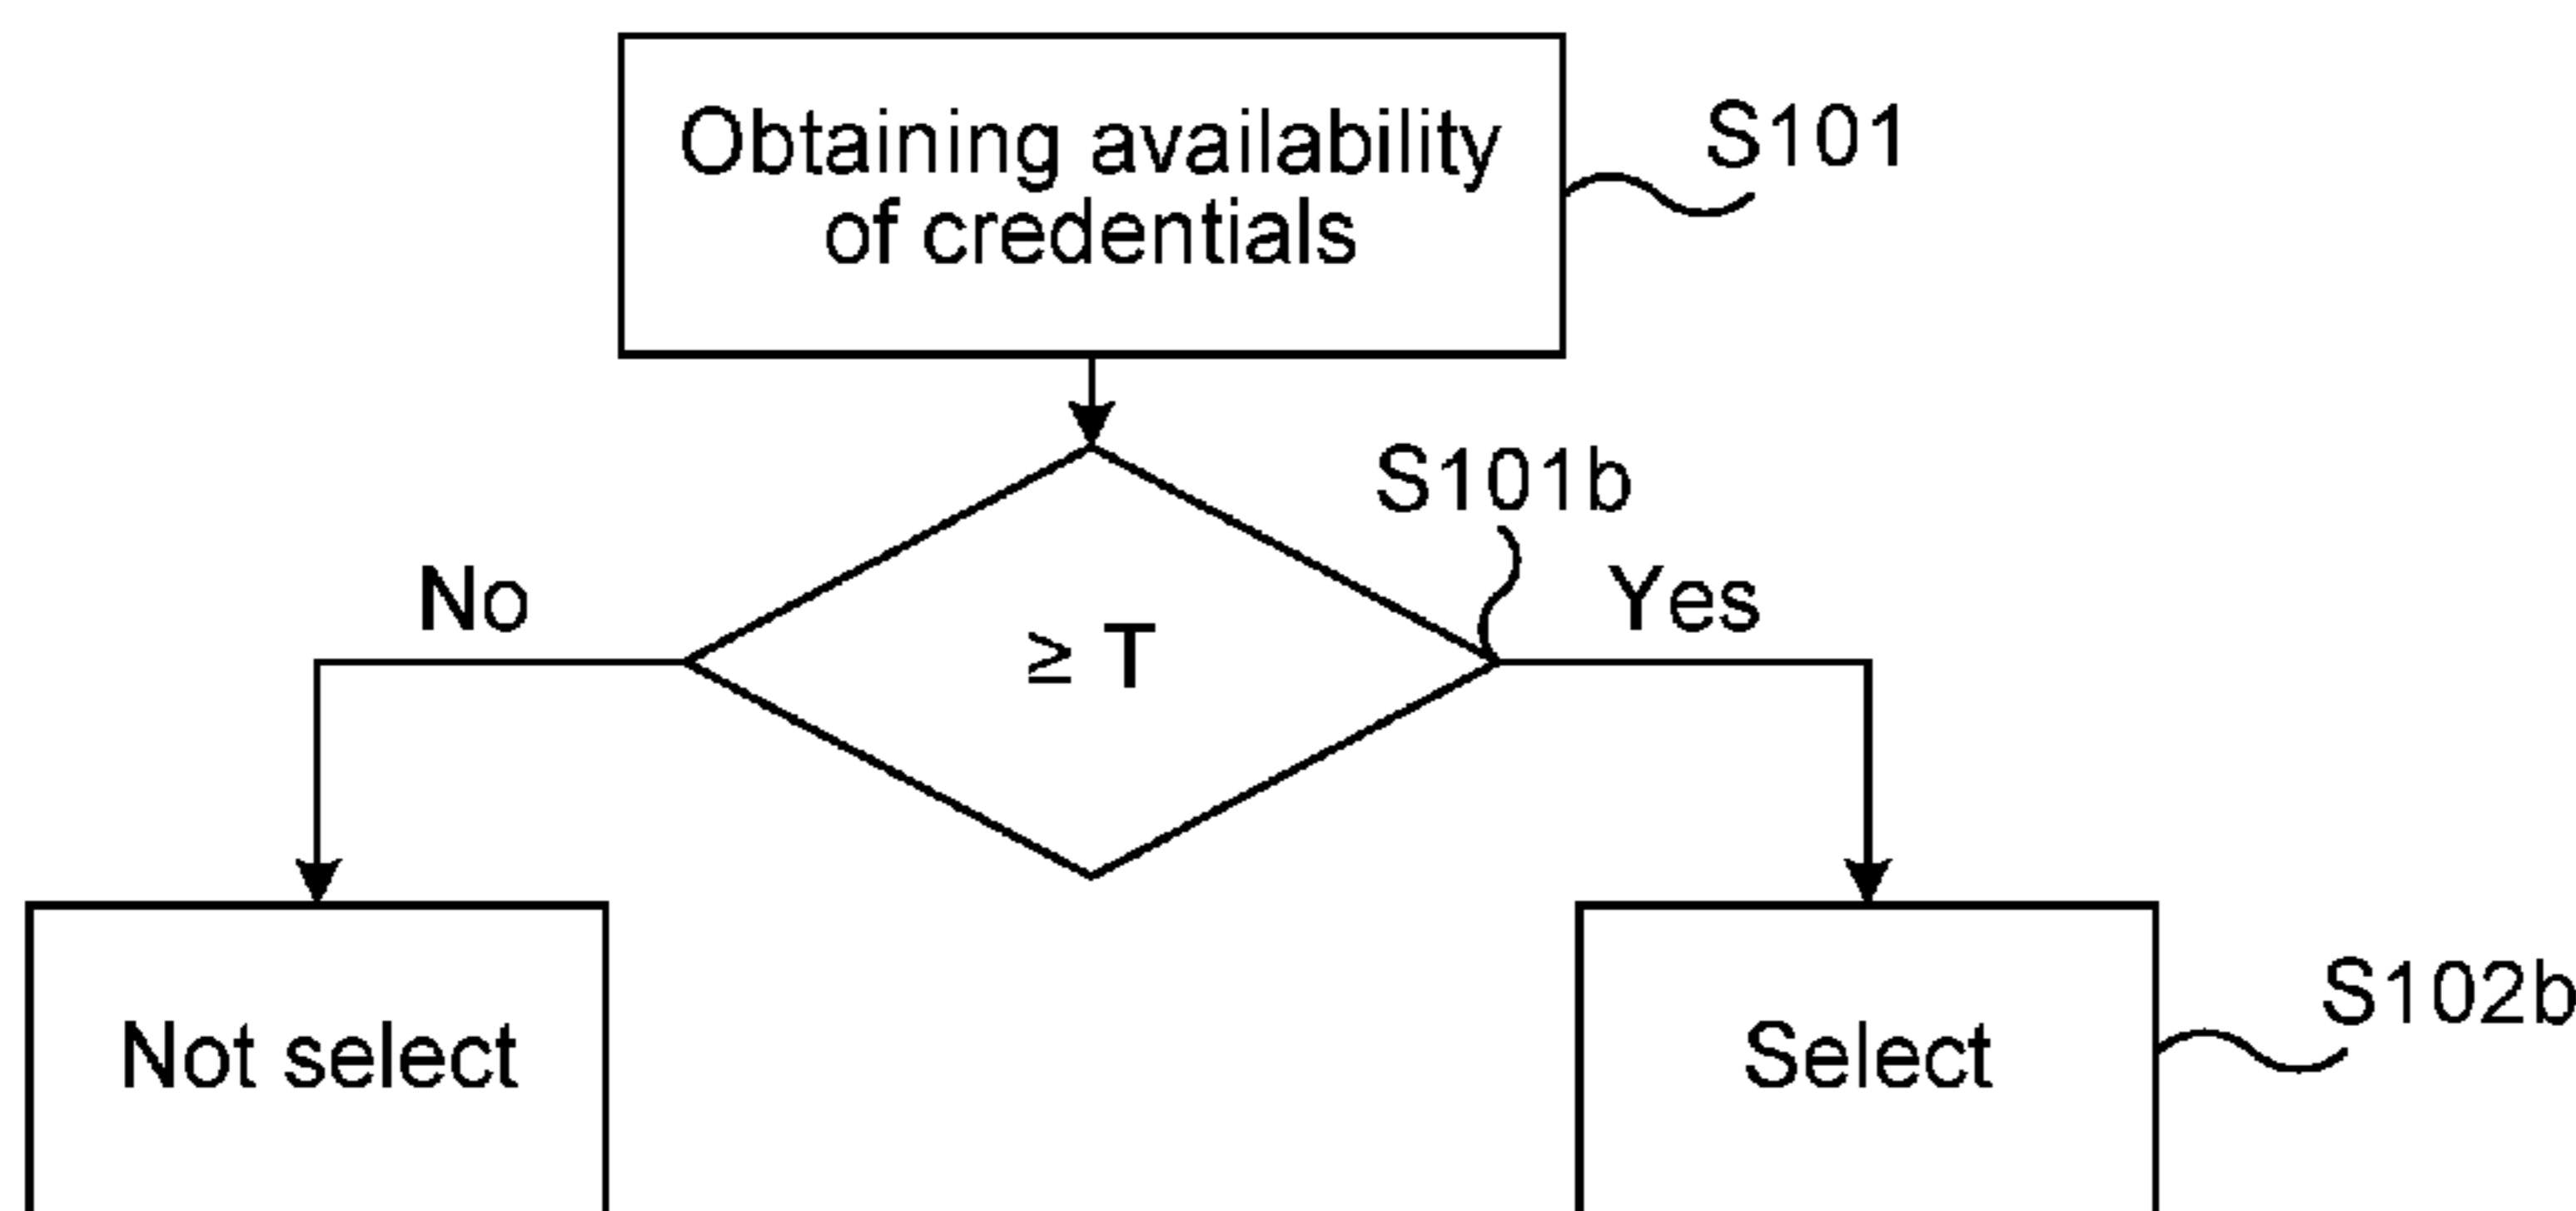 Obtaining availability
of credentials
S101
S101b
No
≥ T
Yes
Not select
Select
S102b